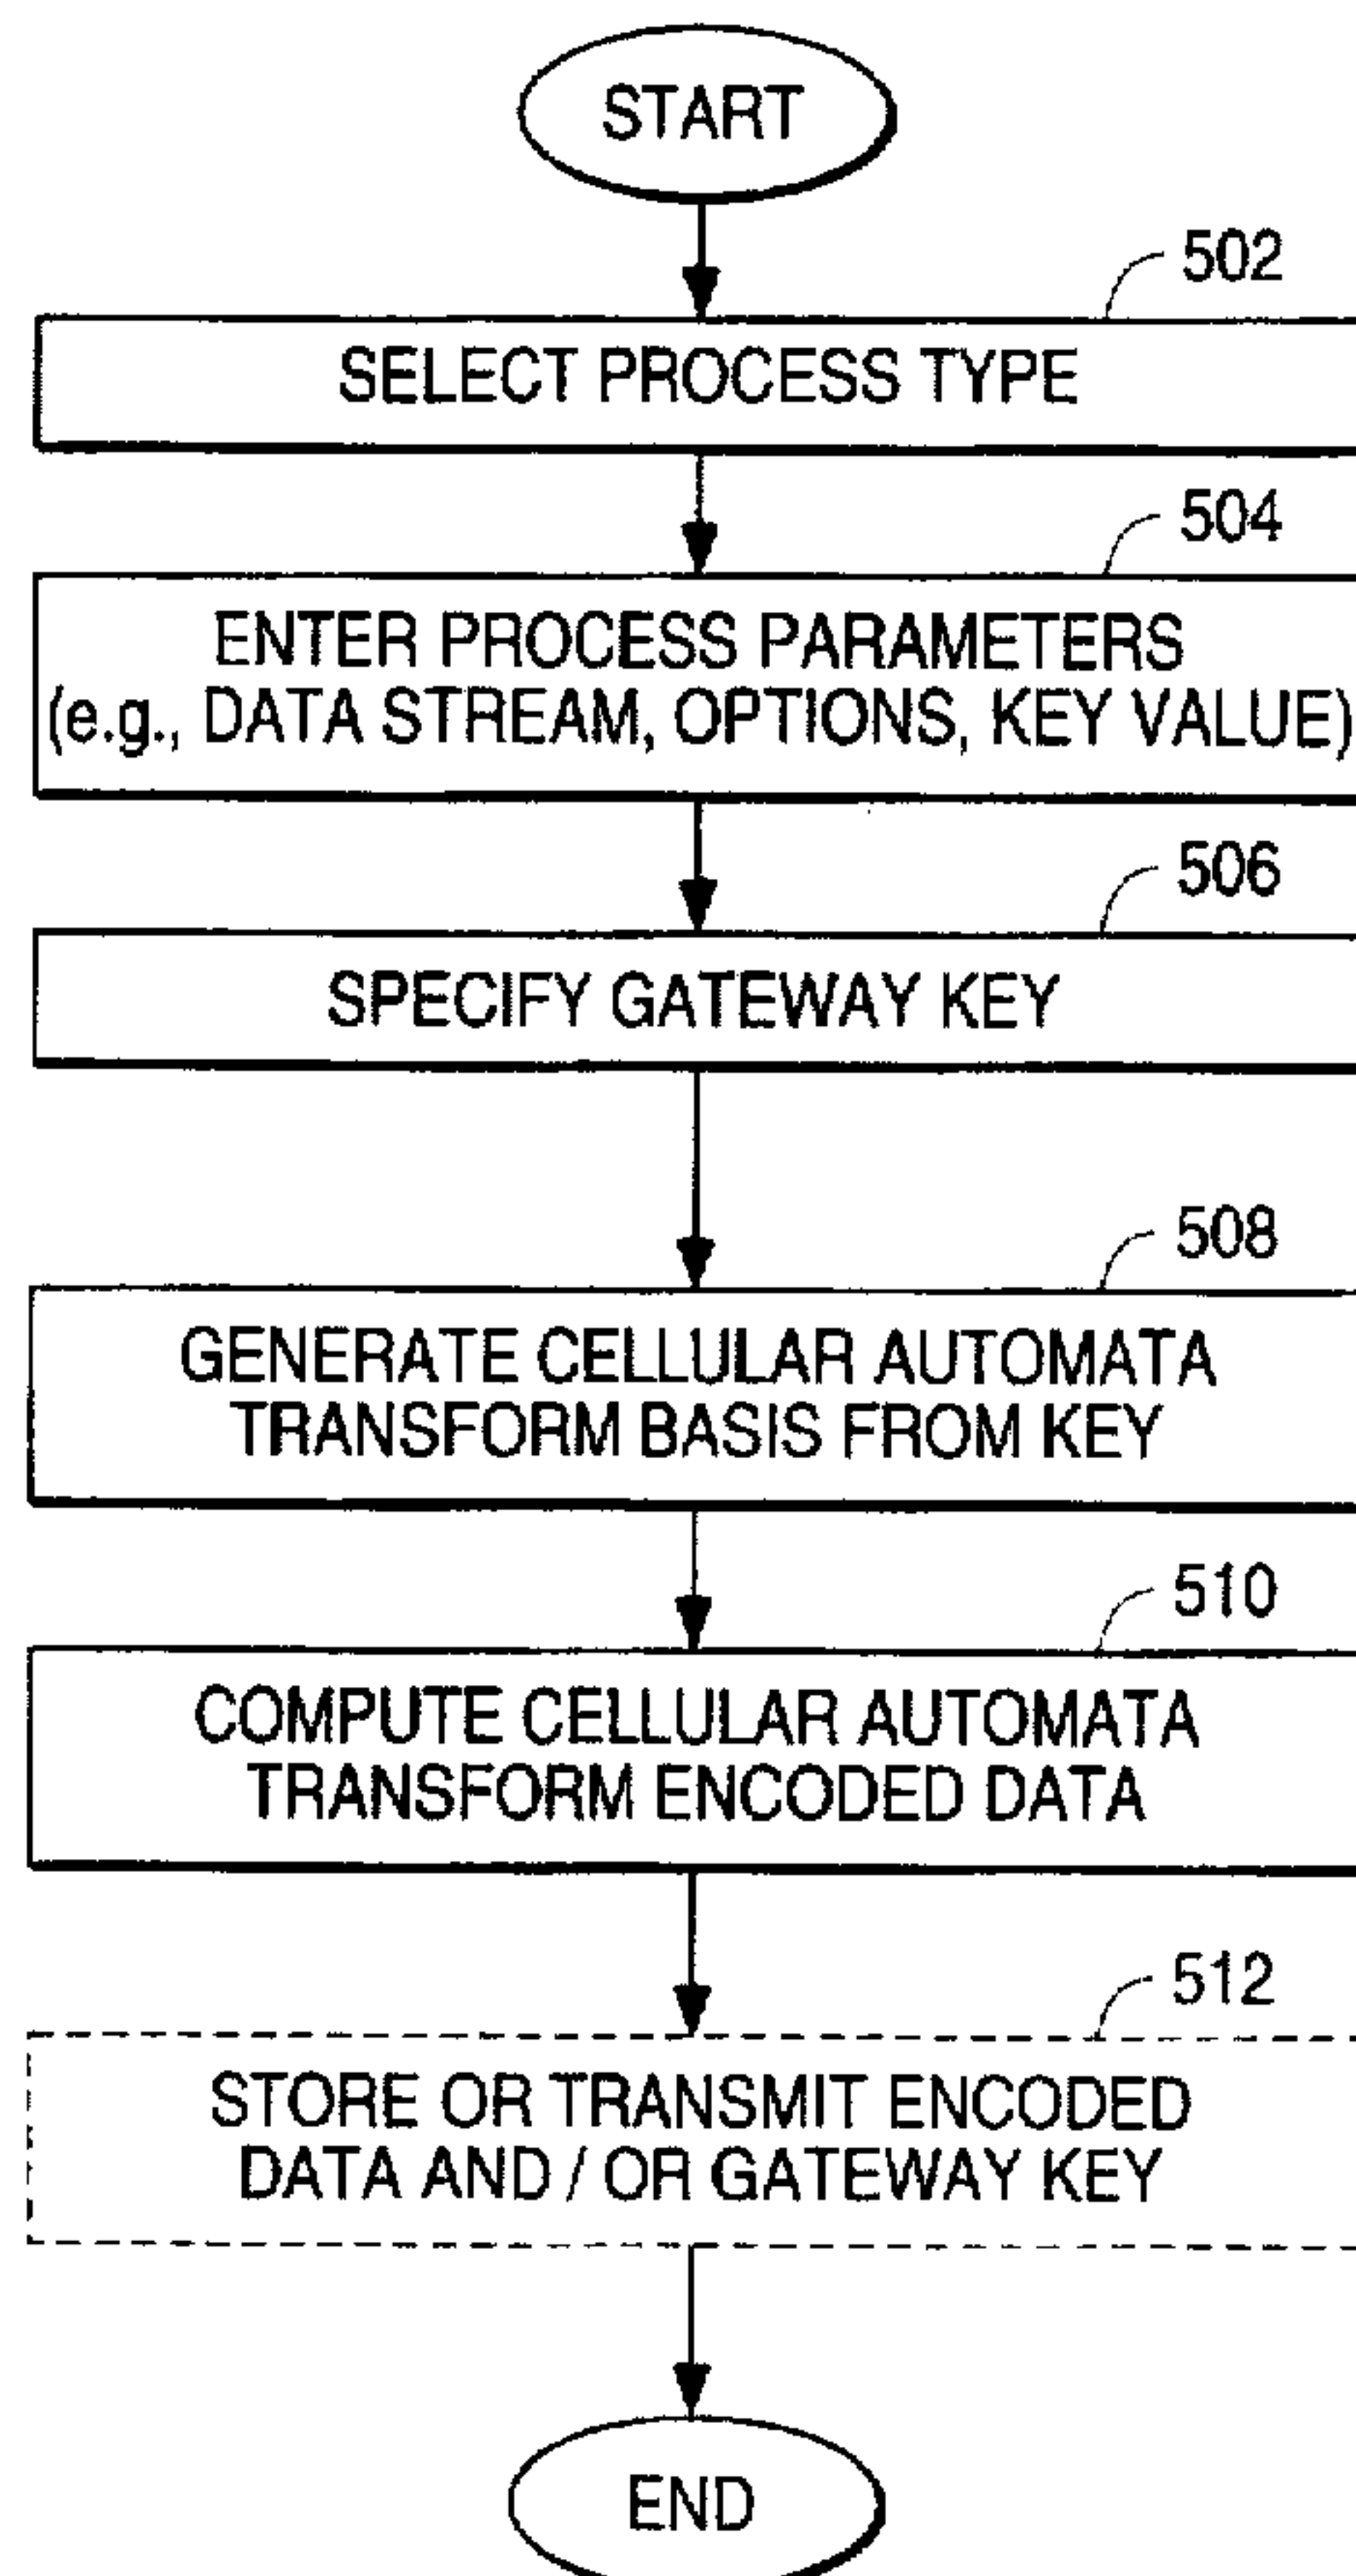 START
502
SELECT PROCESS TYPE
504
ENTER PROCESS PARAMETERS
(e.g., DATA STREAM, OPTIONS, KEY VALUE)
506
SPECIFY GATEWAY KEY
508
GENERATE CELLULAR AUTOMATA
TRANSFORM BASIS FROM KEY
510
COMPUTE CELLULAR AUTOMATA
TRANSFORM ENCODED DATA
512
STORE OR TRANSMIT ENCODED
DATA AND / OR GATEWAY KEY
END